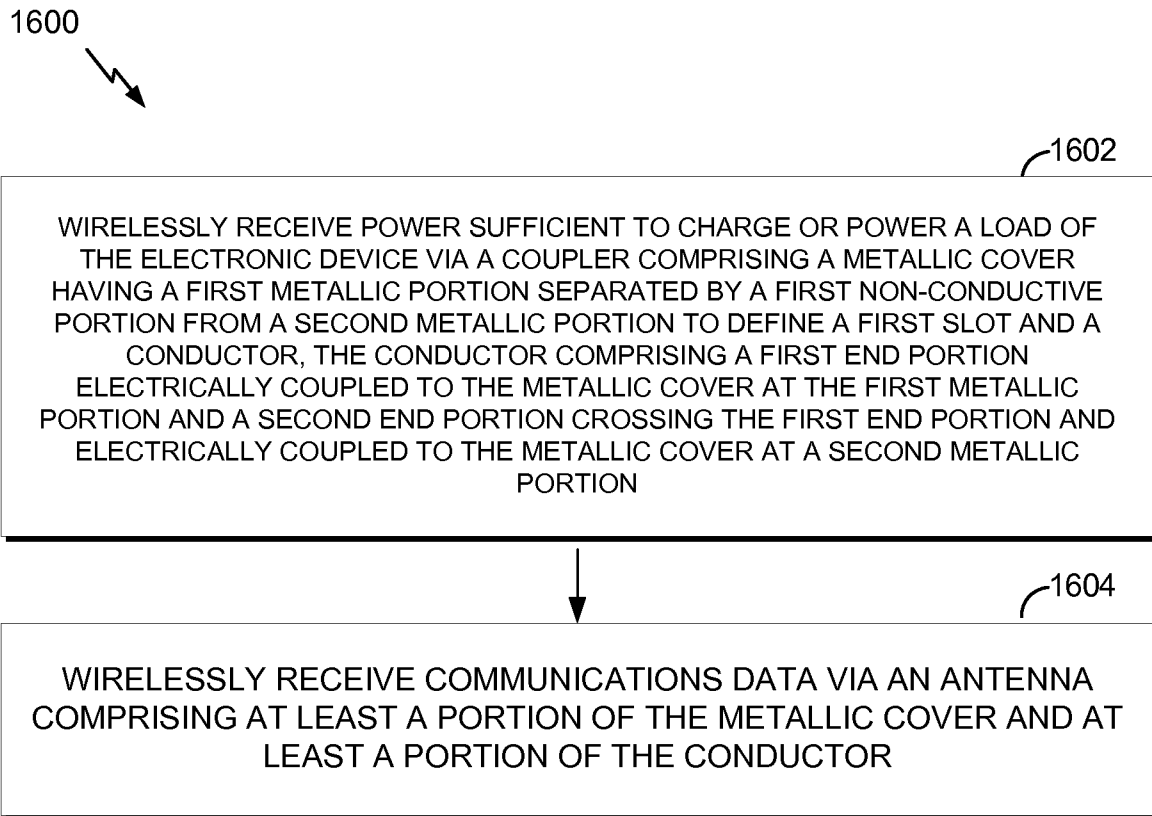 1600
1602
WIRELESSLY RECEIVE POWER SUFFICIENT TO CHARGE OR POWER A LOAD OF
THE ELECTRONIC DEVICE VIA A COUPLER COMPRISING A METALLIC COVER
HAVING A FIRST METALLIC PORTION SEPARATED BY A FIRST NON-CONDUCTIVE
PORTION FROM A SECOND METALLIC PORTION TO DEFINE A FIRST SLOT AND A
CONDUCTOR, THE CONDUCTOR COMPRISING A FIRST END PORTION
ELECTRICALLY COUPLED TO THE METALLIC COVER AT THE FIRST METALLIC
PORTION AND A SECOND END PORTION CROSSING THE FIRST END PORTION AND
ELECTRICALLY COUPLED TO THE METALLIC COVER AT A SECOND METALLIC
PORTION
1604
WIRELESSLY RECEIVE COMMUNICATIONS DATA VIA AN ANTENNA
COMPRISING AT LEAST A PORTION OF THE METALLIC COVER AND AT
LEAST A PORTION OF THE CONDUCTOR